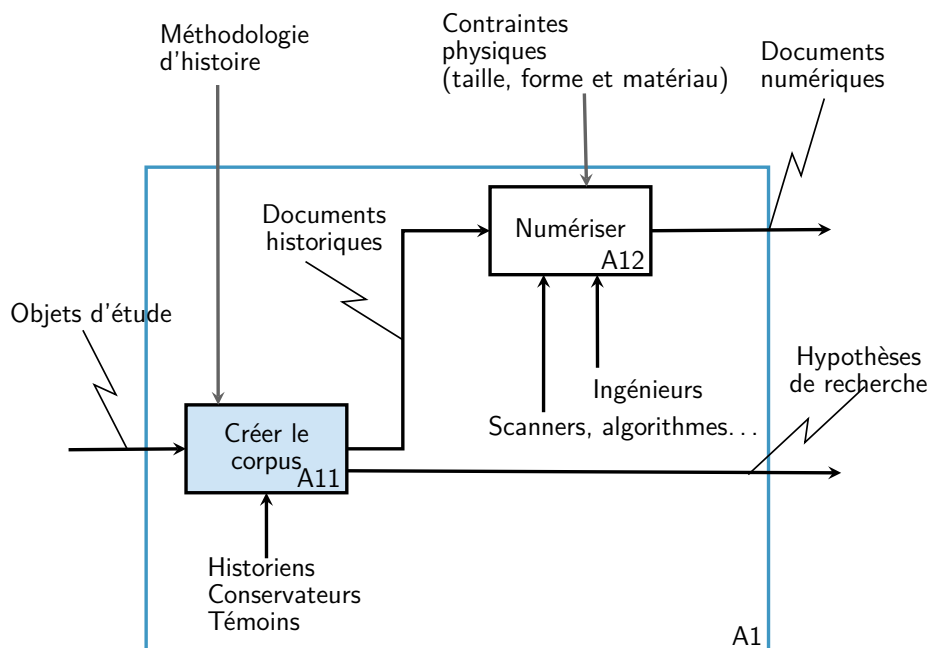 Méthodologie
d'histoire
Contraintes
physiques
(taille, forme et matériau)
Documents
numériques
Documents
historiques
Numériser
A12
Objets d'étude
Ingénieurs
Scanners, algorithmes...
Hypothèses
de recherche
Créer le
corpus
A11
Historiens
Conservateurs
Témoins
A1